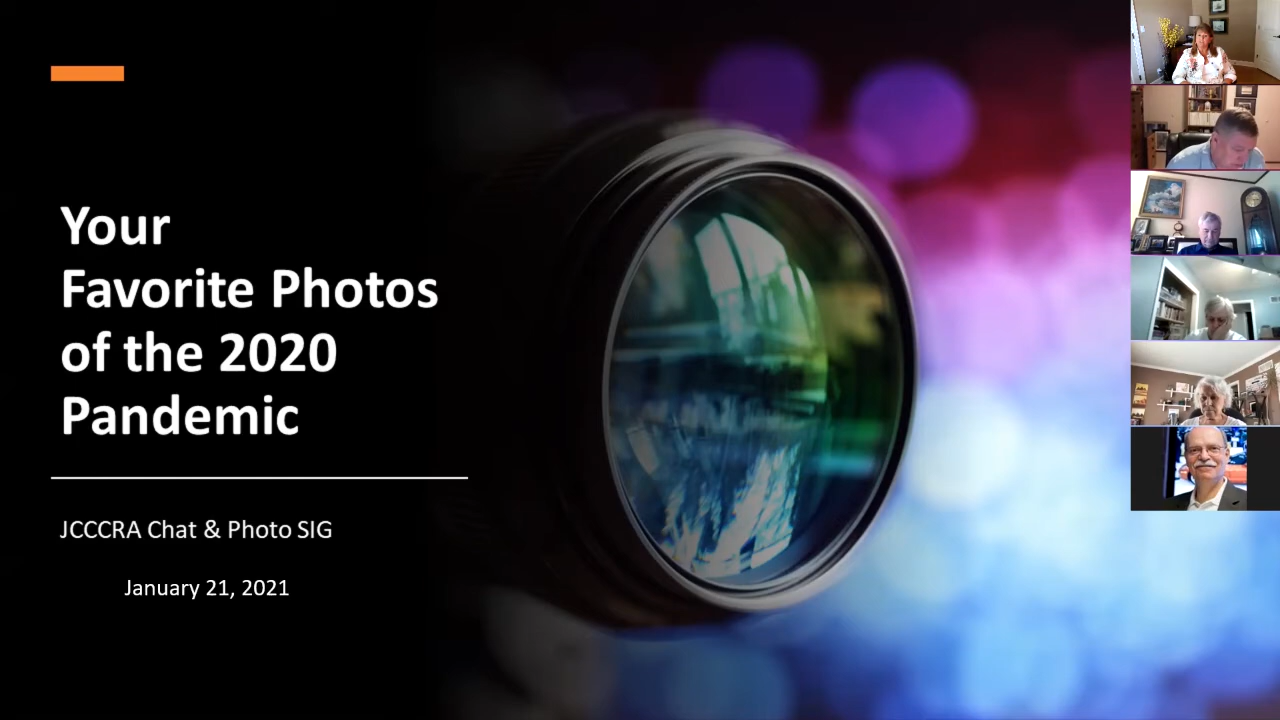 Your
Favorite Photos
of the 2020
Pandemic
JCCCRA Chat & Photo SIG
January 21, 2021